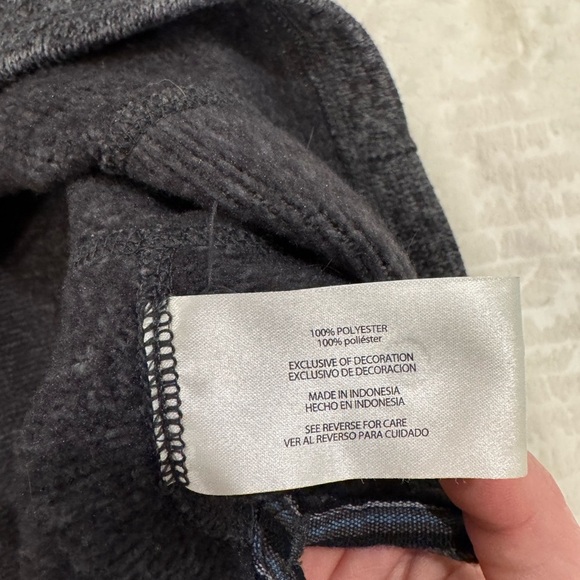 100% POLYESTER
100% poliéster
EXCLUSIVE OF DECORATION
EXCLUSIVO DE DECORACION
MADE IN INDONESIA
HECHO EN INDONESIA
SEE REVERSE FOR CARE
VER AL REVERSO PARA CUIDADO